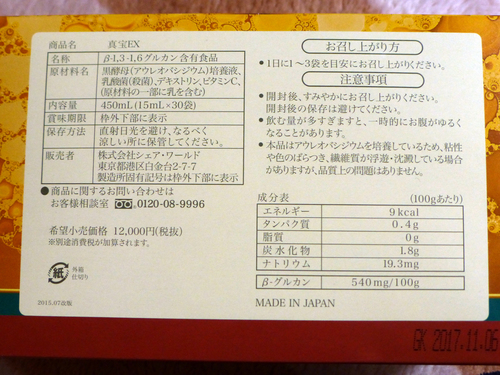 商品名 真宝EX
名称 β-1,3-1,6グルカン含有食品
原材料名 黒酵母(アウレオバシジウム)培養液、
乳酸菌(殺菌)、デキストリン、ビタミンC、
(原材料の一部に乳を含む)
内容量 450mL(15mL×30袋)
賞味期限 枠外下部に表示
保存方法 直射日光を避け、なるべく
涼しい所に保管してください。
販売者 株式会社シェア・ワールド
東京都港区白金台2-7-7
製造所固有記号は枠外下部に表示
●商品に関するお問い合わせは
お客様相談室 0120-08-9996
希望小売価格 12,000円(税抜)
※別途消費税が加算されます。
紙
外箱
仕切り
2015.07改版
お召し上がり方
●1日に1〜3袋を目安にお召し上がりください。
注意事項
●開封後、すみやかにお召し上がりください。
開封後の保存は避けてください。
●飲む量が多すぎますと、一時的にお腹がゆるく
なることがあります。
●本品はアウレオバシジウムを培養しているため、粘性
や色のばらつき、繊維質が浮遊・沈澱している場合
がありますが、品質上の問題はありません。
成分表 (100gあたり)
エネルギー 9kcal
タンパク質 0.4g
脂質 0g
炭水化物 1.8g
ナトリウム 19.3mg
β-グルカン 540mg/100g
MADE IN JAPAN
GK 2017.11.06